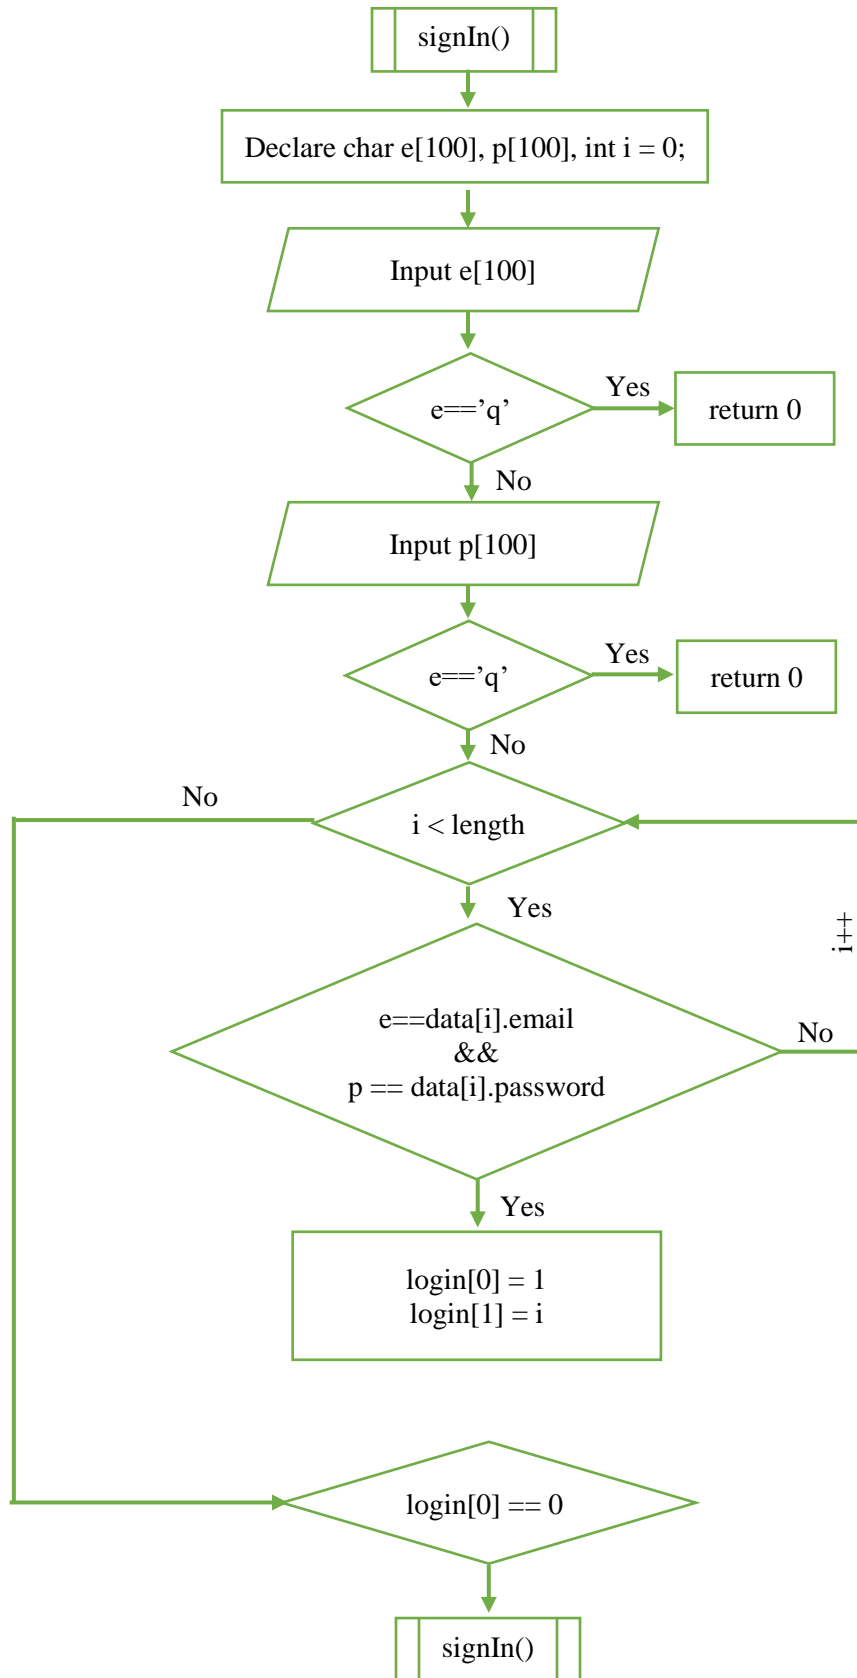 signIn()
Declare char e[100], p[100], int i = 0;
Input e[100]
e==’q’
Yes
return 0
No
Input p[100]
e==’q’
Yes
return 0
No
No
i < length
Yes
i++
e==data[i].email
&&
p == data[i].password
No
Yes
login[0] = 1
login[1] = i
login[0] == 0
signIn()